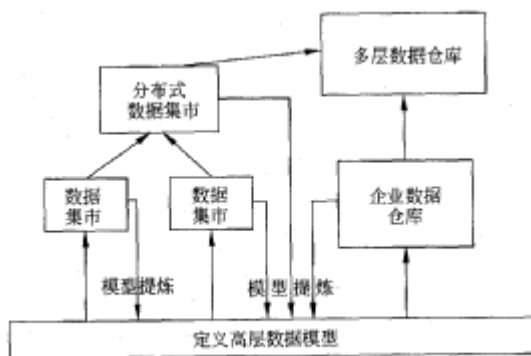 多层数据仓库
分布式
数据集市
数据
集市
数据
集市
企业数据
仓库
模型提炼
模型提炼
定义高层数据模型